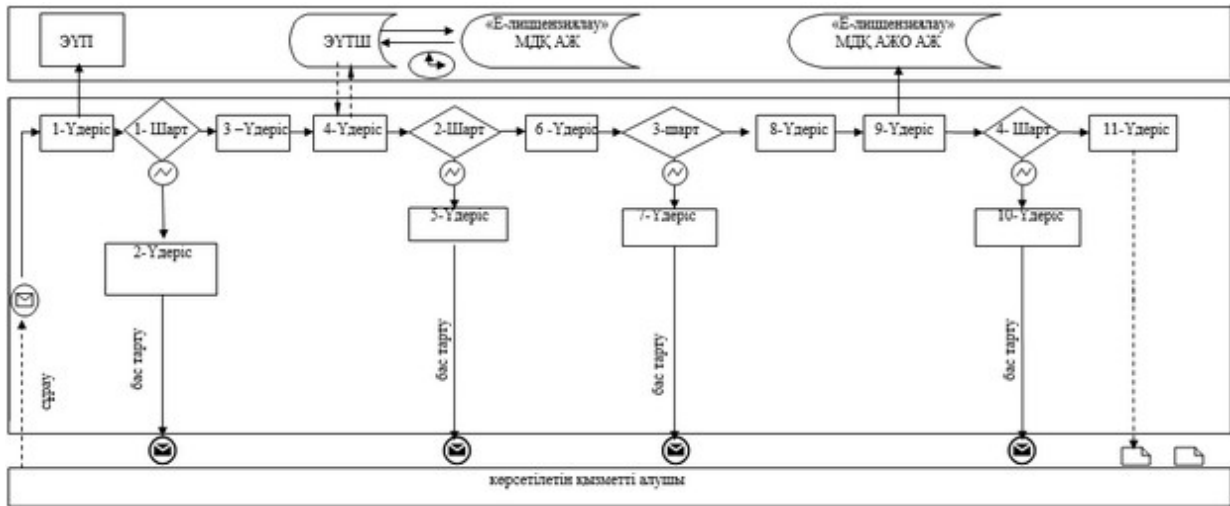 ЭҮП
ЭҮТШ
«Е-лицензиялау»
МДҚ АЖ
«Е-лицензиялау»
МДҚ АЖО АЖ
1-Үдеріс
1- Шарт
3 –Үдеріс
4-Үдеріс
2-Шарт
6 -Үдеріс
3-шарт
8-Үдеріс
9-Үдеріс
4- Шарт
11-Үдеріс
2-Үдеріс
5-Үдеріс
7-Үдеріс
10-Үдеріс
сұрау
бас тарту
бас тарту
бас тарту
бас тарту
көрсетілетін қызметті алушы